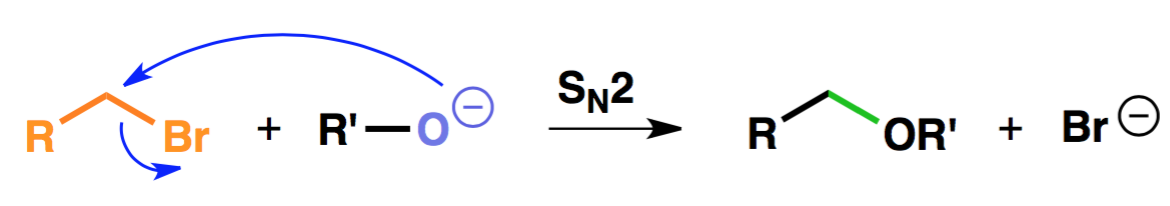 R Br + R'—O⊖ SN2 R OR' + Br⊖